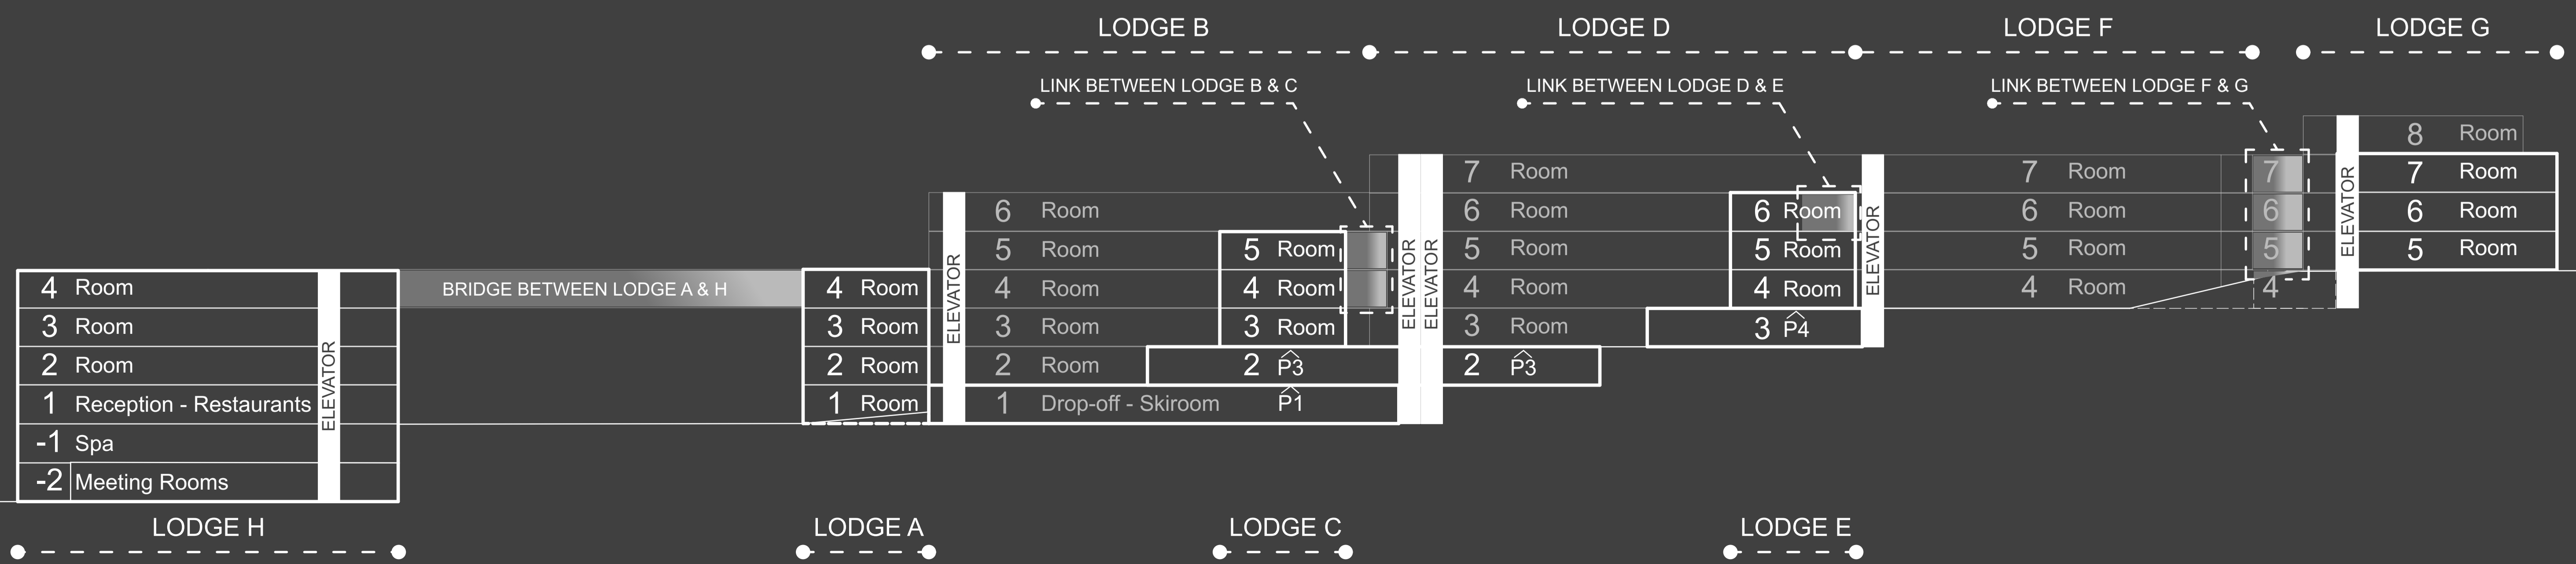 LODGE B
LODGE D
LODGE F
LODGE G
LINK BETWEEN LODGE B & C
LINK BETWEEN LODGE D & E
LINK BETWEEN LODGE F & G
4 Room
3 Room
2 Room
1 Reception - Restaurants
-1 Spa
-2 Meeting Rooms
ELEVATOR
BRIDGE BETWEEN LODGE A & H
4 Room
3 Room
2 Room
1 Room
ELEVATOR
6 Room
5 Room
4 Room
3 Room
2 Room
1 Drop-off - Skiroom
P1
5 Room
4 Room
3 Room
2 P3
ELEVATOR
ELEVATOR
7 Room
6 Room
5 Room
4 Room
3 Room
2 P3
6 Room
5 Room
4 Room
3 P4
ELEVATOR
7 Room
6 Room
5 Room
4 Room
7
6
5
4
ELEVATOR
8 Room
7 Room
6 Room
5 Room
LODGE H
LODGE A
LODGE C
LODGE E